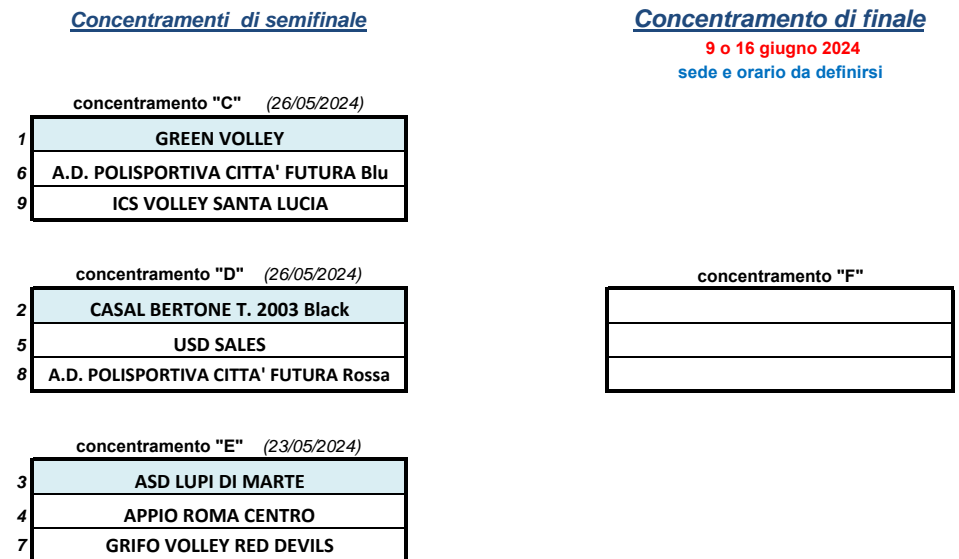 Concentramenti di semifinale
Concentramento di finale
9 o 16 giugno 2024
sede e orario da definirsi
concentramento "C" (26/05/2024)
1 GREEN VOLLEY
6 A.D. POLISPORTIVA CITTA' FUTURA Blu
9 ICS VOLLEY SANTA LUCIA
concentramento "D" (26/05/2024)
2 CASAL BERTONE T. 2003 Black
5 USD SALES
8 A.D. POLISPORTIVA CITTA' FUTURA Rossa
concentramento "F"
concentramento "E" (23/05/2024)
3 ASD LUPI DI MARTE
4 APPIO ROMA CENTRO
7 GRIFO VOLLEY RED DEVILS